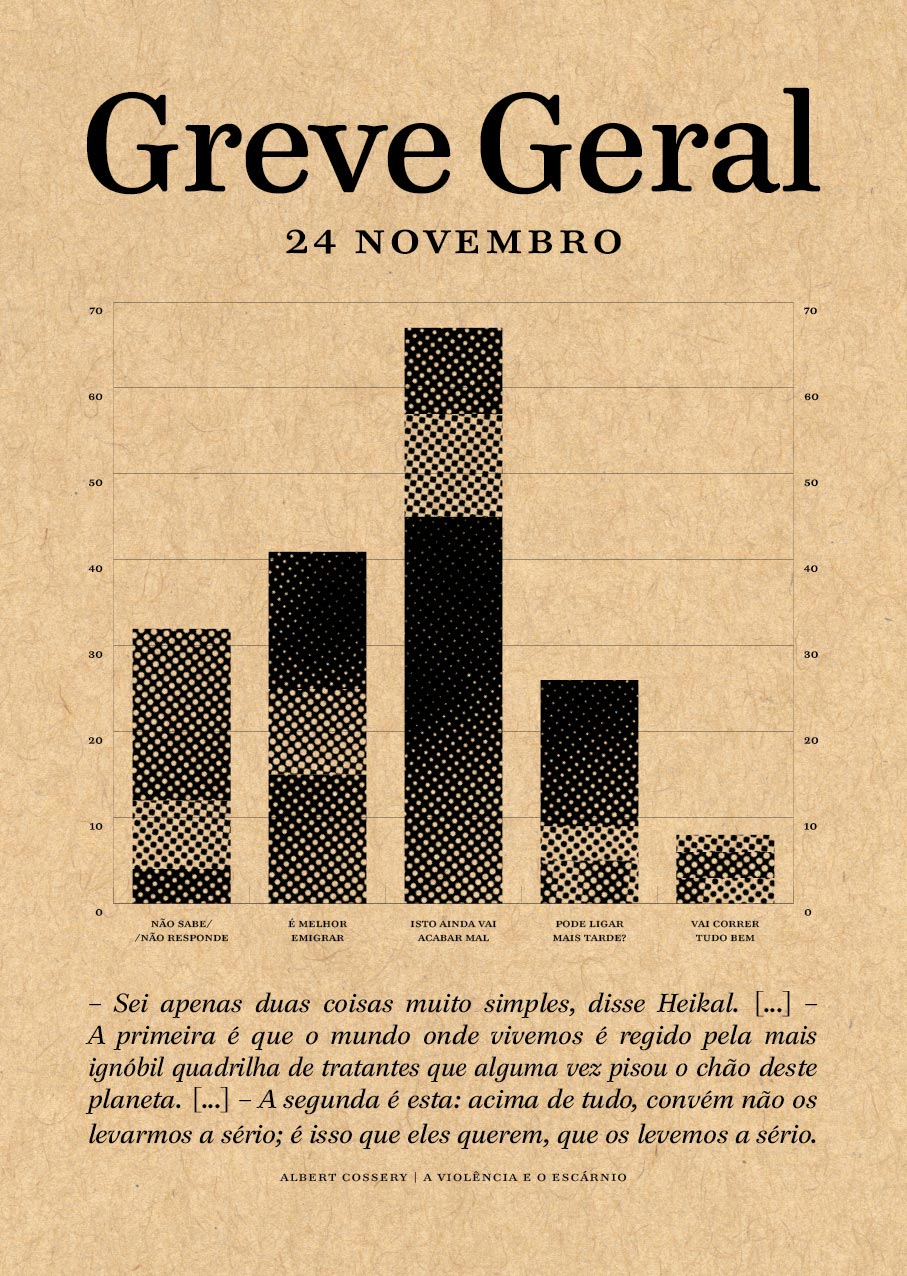 Greve Geral
24 NOVEMBRO
70 70
60 60
50 50
40 40
30 30
20 20
10 10
0 0
NÃO SABE/
/NÃO RESPONDE
É MELHOR
EMIGRAR
ISTO AINDA VAI
ACABAR MAL
PODE LIGAR
MAIS TARDE?
VAI CORRER
TUDO BEM
– Sei apenas duas coisas muito simples, disse Heikal. [...] –
A primeira é que o mundo onde vivemos é regido pela mais
ignóbil quadrilha de tratantes que alguma vez pisou o chão deste
planeta. [...] – A segunda é esta: acima de tudo, convém não os
levarmos a sério; é isso que eles querem, que os levemos a sério.
ALBERT COSSERY | A VIOLÊNCIA E O ESCÁRNIO